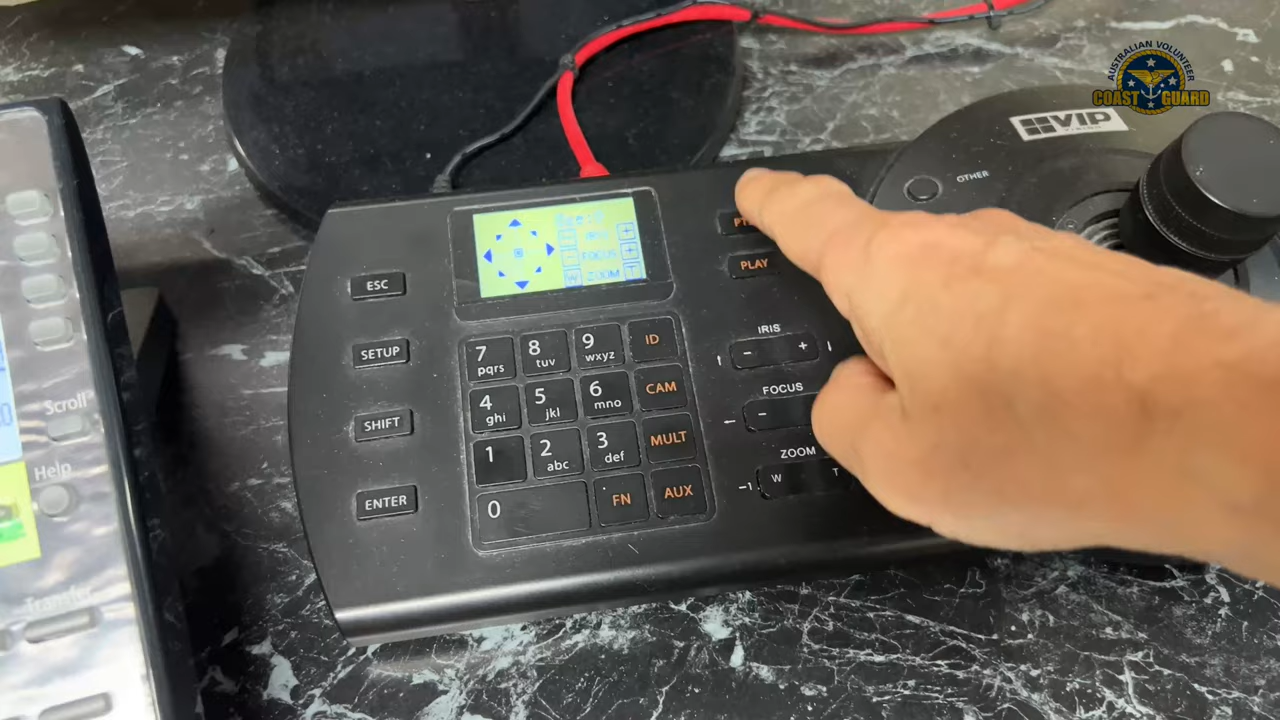 AUSTRALIAN VOLUNTEER
COAST GUARD
VIP
VISION
OTHER
IRIS
FOCUS
W ZOOM T
PLAY
ESC
SETUP
SHIFT
ENTER
7 pqrs
8 tuv
9 wxyz
ID
4 ghi
5 jkl
6 mno
CAM
1
2 abc
3 def
MULT
0
FN
AUX
IRIS
- +
FOCUS
-
ZOOM
W T
Scroll
Help
Transfer